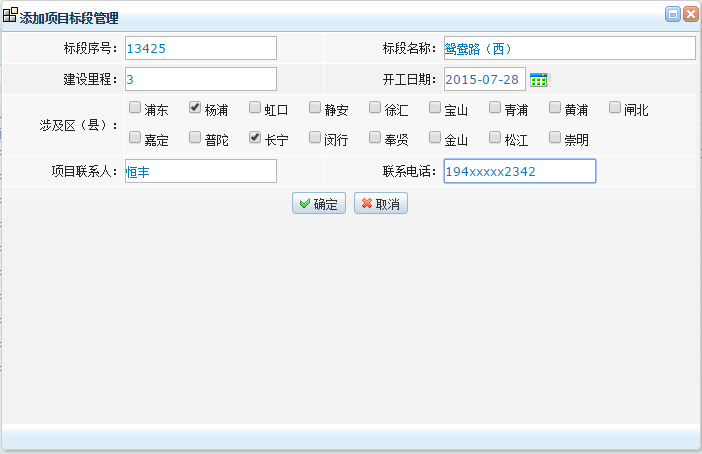 添加项目标段管理
标段序号： 13425 标段名称： 鸳鸯路（西）
建设里程： 3 开工日期： 2015-07-28
涉及区（县）： 浦东 杨浦 虹口 静安 徐汇 宝山 青浦 黄浦 闸北
嘉定 普陀 长宁 闵行 奉贤 金山 松江 崇明
项目联系人： 恒丰 联系电话： 194xxxxx2342
确定 取消